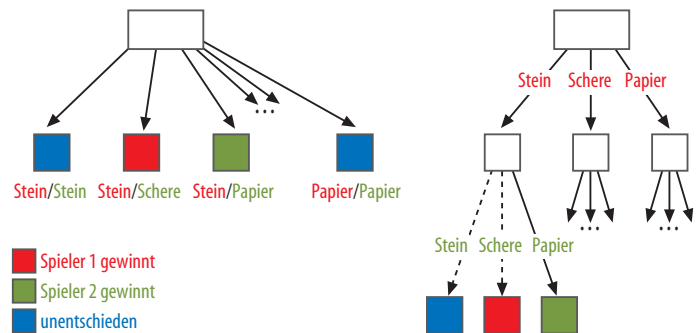 Stein Schere Papier
Stein/Stein Stein/Schere Stein/Papier Papier/Papier
...
... ...
Stein Schere Papier
Spieler 1 gewinnt
Spieler 2 gewinnt
unentschieden